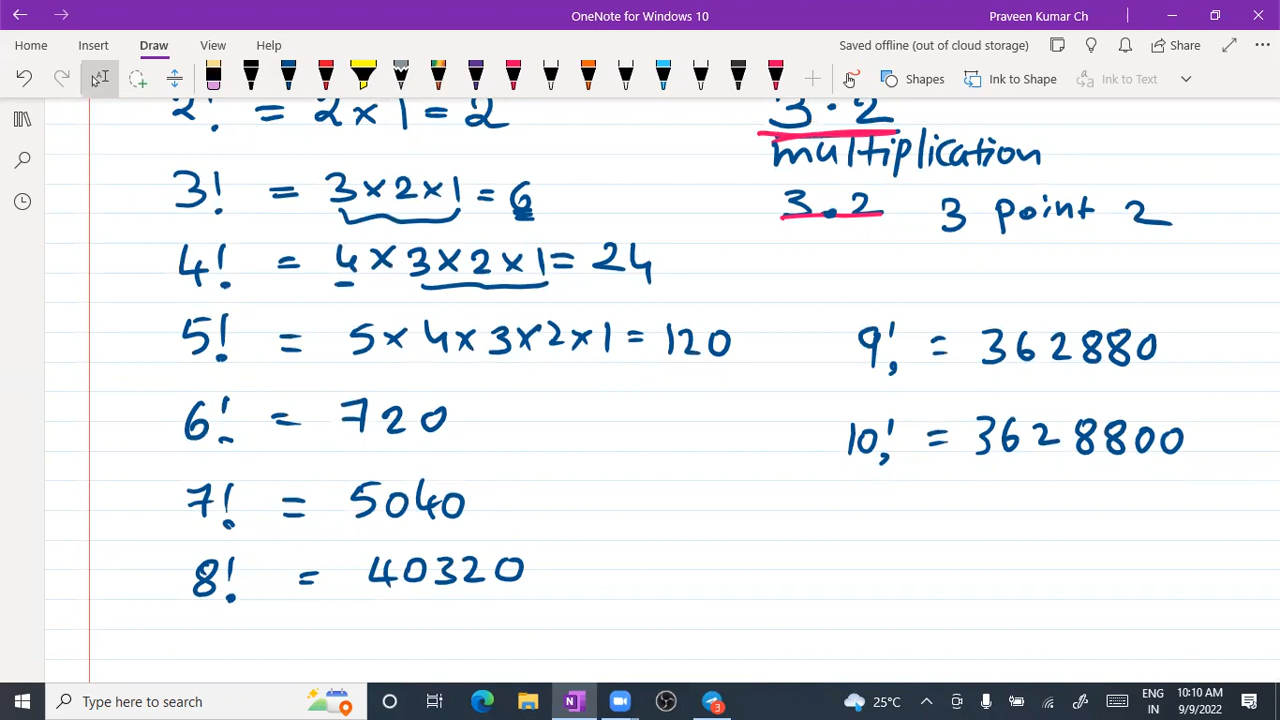 OneNote for Windows 10
Praveen Kumar Ch
Home Insert Draw View Help
Saved offline (out of cloud storage)
Share
Shapes
Ink to Shape
Ink to Text
2! = 2 × 1 = 2
3! = 3 × 2 × 1 = 6
4! = 4 × 3 × 2 × 1 = 24
5! = 5 × 4 × 3 × 2 × 1 = 120
6! = 720
7! = 5040
8! = 40320
3 · 2
multiplication
3.2 3 point 2
9! = 362880
10! = 3628800
Type here to search
3
25°C
ENG
IN
10:10 AM
9/9/2022